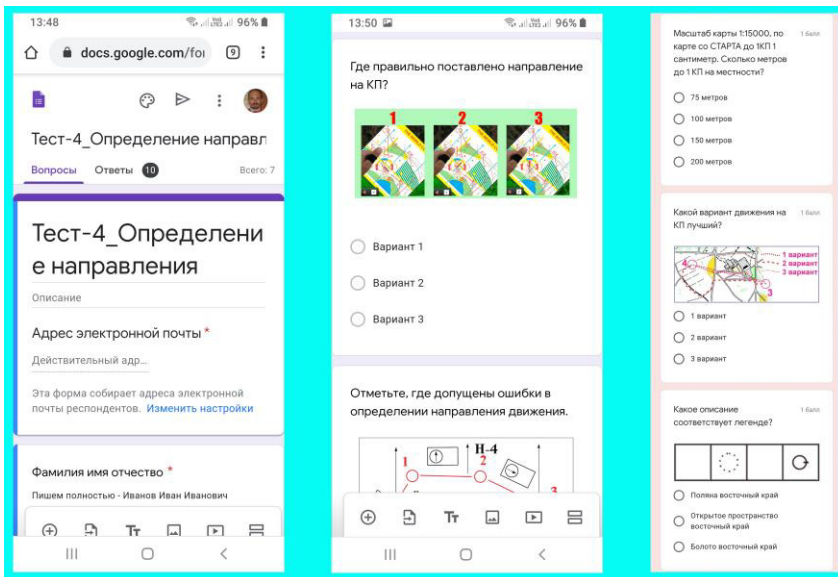 13:48
96%
docs.google.com/for
9
Тест-4_Определение направл
Вопросы Ответы 10 Всего: 7
Тест-4_Определени
е направления
Описание
Адрес электронной почты *
Действительный адр...
Эта форма собирает адреса электронной
почты респондентов. Изменить настройки
Фамилия имя отчество *
Пишем полностью - Иванов Иван Иванович
Тт
13:50
96%
Где правильно поставлено направление
на КП?
1 2 3
Вариант 1
Вариант 2
Вариант 3
Отметьте, где допущены ошибки в
определении направления движения.
Н-4
1 2
3
Тт
Масштаб карты 1:15000, по 1 балл
карте со СТАРТА до 1КП 1
сантиметр. Сколько метров
до 1 КП на местности?
75 метров
100 метров
150 метров
200 метров
Какой вариант движения на 1 балл
КП лучший?
1 вариант
2 вариант
3 вариант
4
3
1 вариант
2 вариант
3 вариант
Какое описание 1 балл
соответствует легенде?
Поляна восточный край
Открытое пространство
восточный край
Болото восточный край